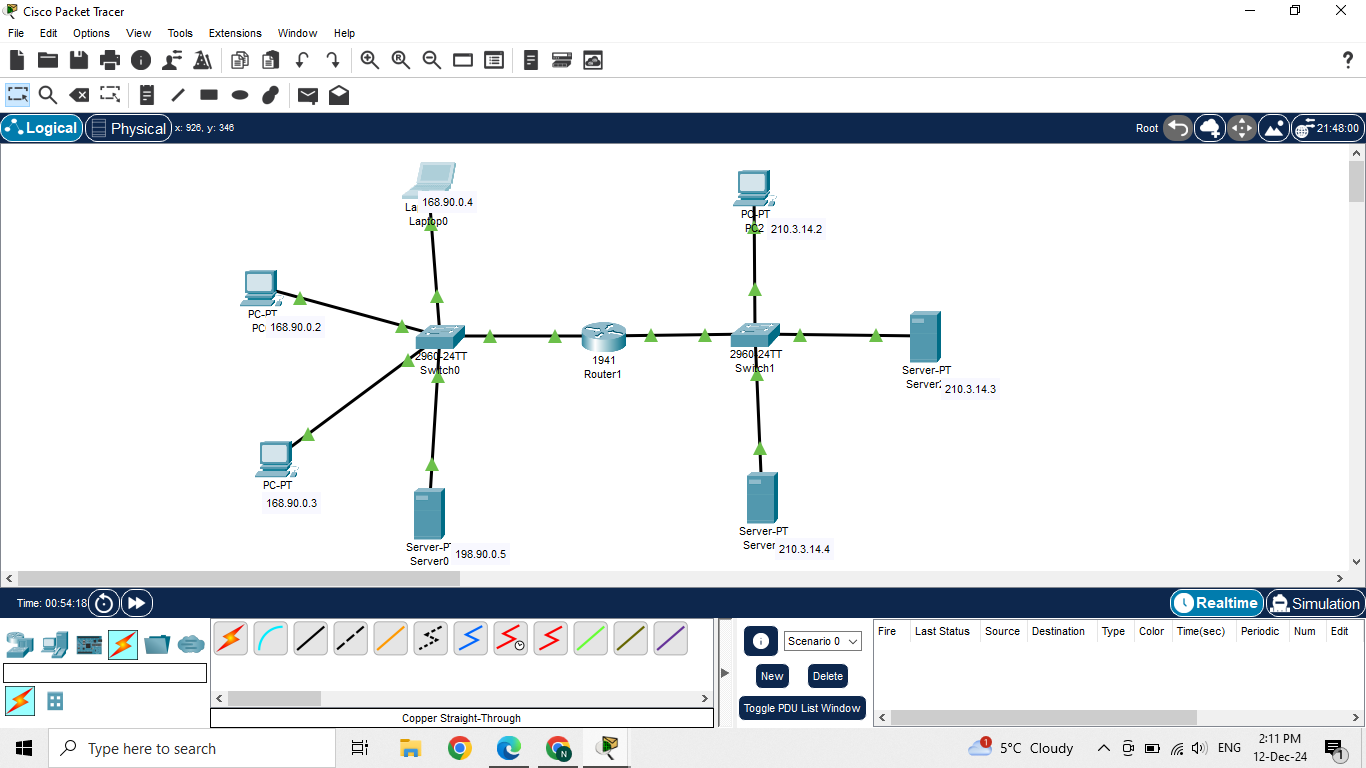 Cisco Packet Tracer
File Edit Options View Tools Extensions Window Help
Logical Physical x: 926, y: 346 Root 21:48:00
168.90.0.4
Laptop0
PC-PT
PC2 210.3.14.2
PC-PT
PC 168.90.0.2
2960-24TT
Switch0
1941
Router1
2960-24TT
Switch1
Server-PT
Server 210.3.14.3
PC-PT
168.90.0.3
Server-PT
Server0 198.90.0.5
Server-PT
Server 210.3.14.4
Time: 00:54:18 Realtime Simulation
Scenario 0
New Delete
Toggle PDU List Window
Fire Last Status Source Destination Type Color Time(sec) Periodic Num Edit
Copper Straight-Through
Type here to search
1 5°C Cloudy ENG 2:11 PM
12-Dec-24 1